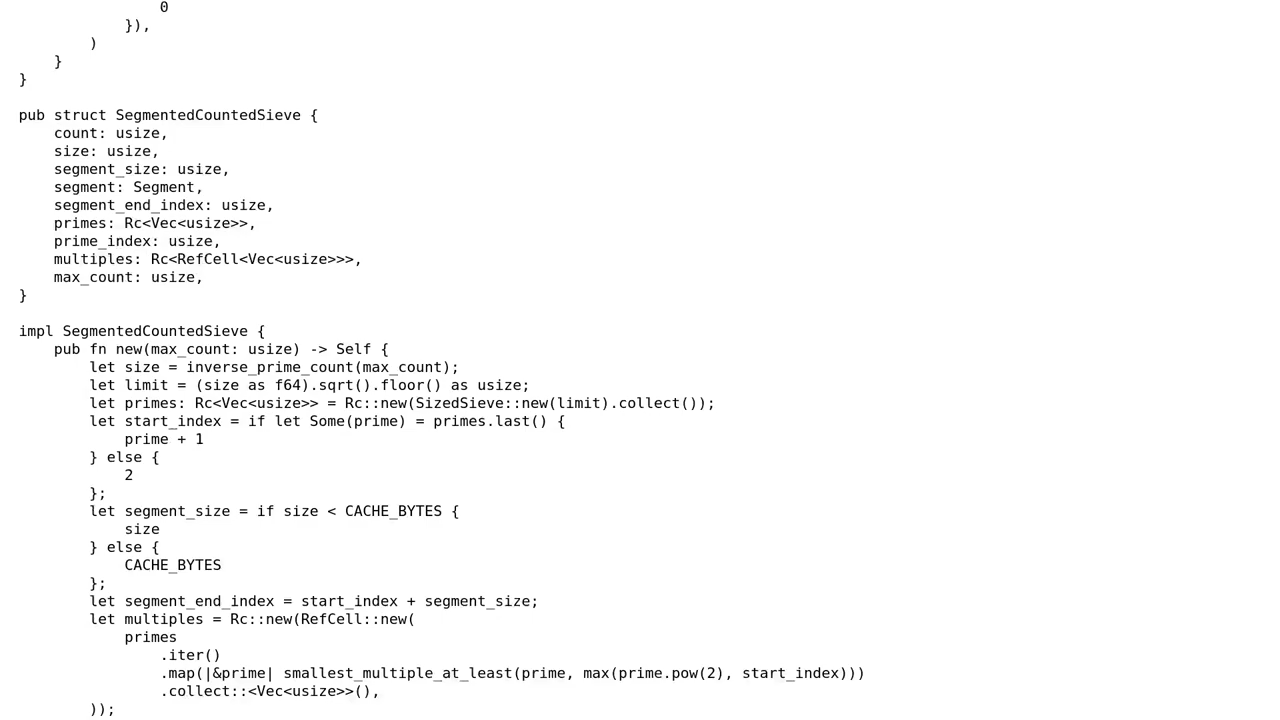 0
            }),
        )
    }
}

pub struct SegmentedCountedSieve {
    count: usize,
    size: usize,
    segment_size: usize,
    segment: Segment,
    segment_end_index: usize,
    primes: Rc<Vec<usize>>,
    prime_index: usize,
    multiples: Rc<RefCell<Vec<usize>>>,
    max_count: usize,
}

impl SegmentedCountedSieve {
    pub fn new(max_count: usize) -> Self {
        let size = inverse_prime_count(max_count);
        let limit = (size as f64).sqrt().floor() as usize;
        let primes: Rc<Vec<usize>> = Rc::new(SizedSieve::new(limit).collect());
        let start_index = if let Some(prime) = primes.last() {
            prime + 1
        } else {
            2
        };
        let segment_size = if size < CACHE_BYTES {
            size
        } else {
            CACHE_BYTES
        };
        let segment_end_index = start_index + segment_size;
        let multiples = Rc::new(RefCell::new(
            primes
                .iter()
                .map(|&prime| smallest_multiple_at_least(prime, max(prime.pow(2), start_index)))
                .collect::<Vec<usize>>(),
        ));